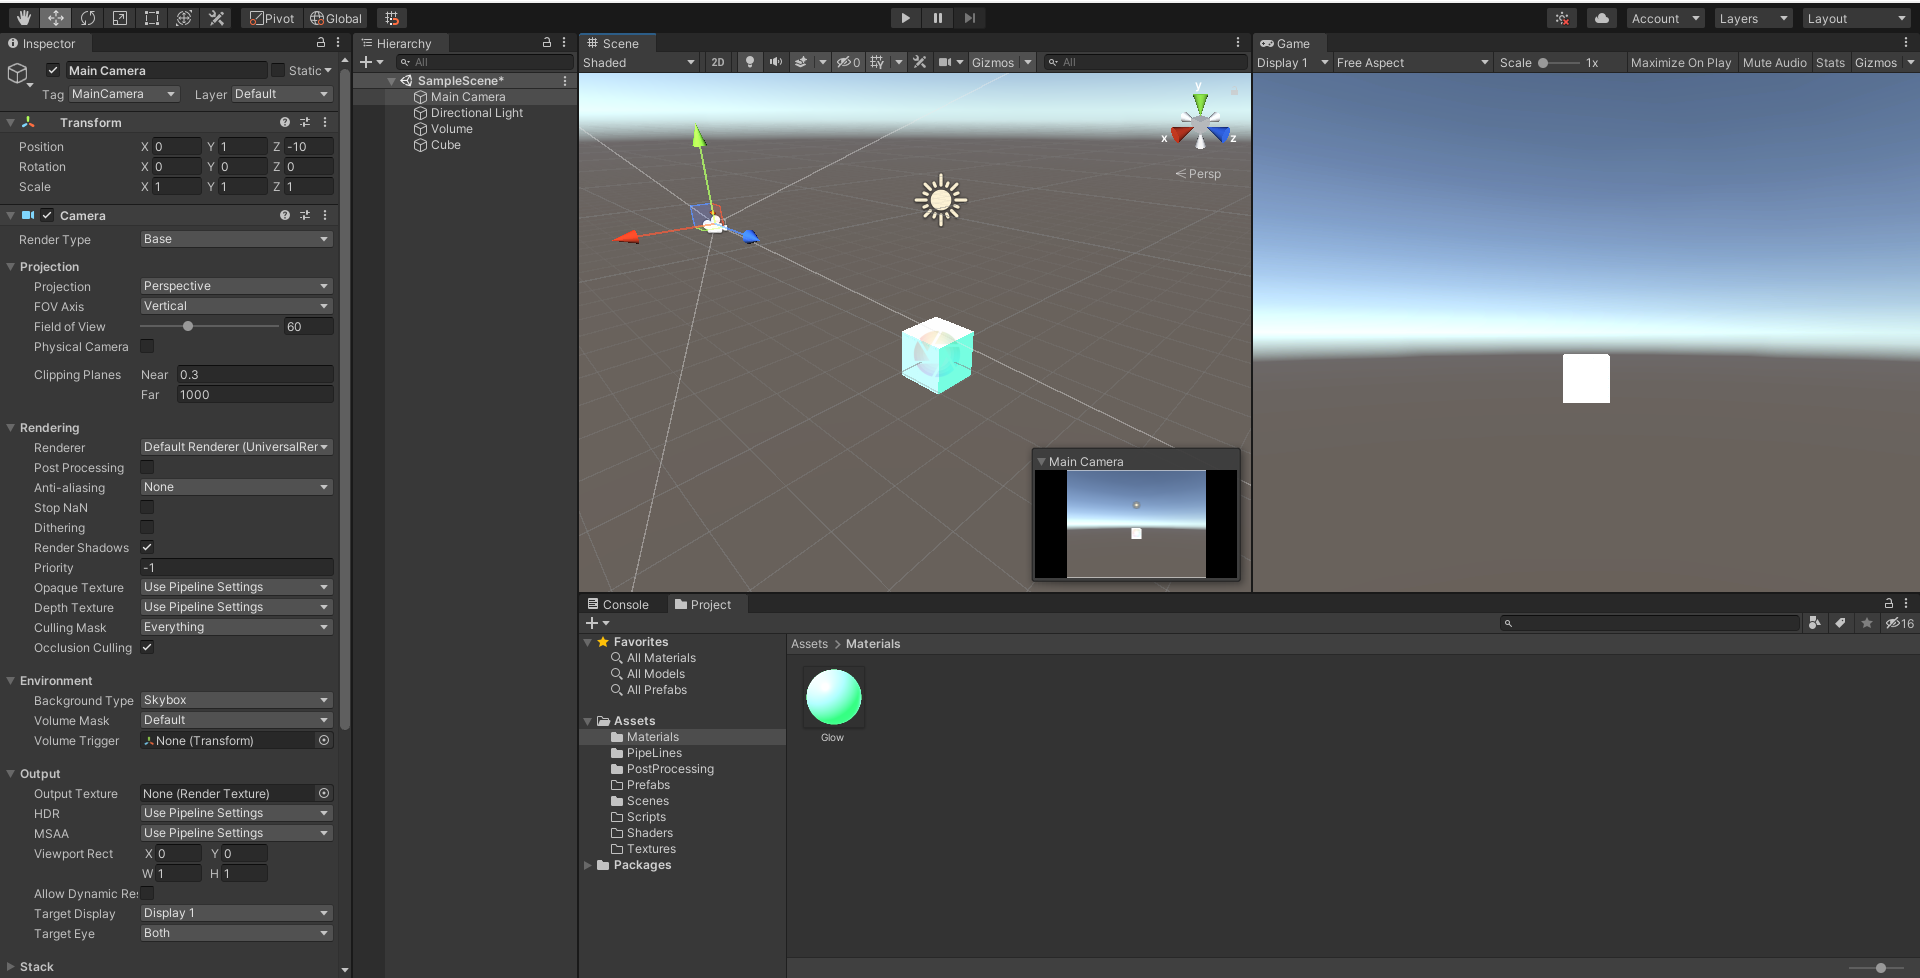 Pivot Global Account Layers Layout
Inspector
Main Camera Static
Tag MainCamera Layer Default
Transform
Position X 0 Y 1 Z -10
Rotation X 0 Y 0 Z 0
Scale X 1 Y 1 Z 1
Camera
Render Type Base
Projection
Projection Perspective
FOV Axis Vertical
Field of View 60
Physical Camera
Clipping Planes Near 0.3
Far 1000
Rendering
Renderer Default Renderer (UniversalRer
Post Processing
Anti-aliasing None
Stop NaN
Dithering
Render Shadows
Priority -1
Opaque Texture Use Pipeline Settings
Depth Texture Use Pipeline Settings
Culling Mask Everything
Occlusion Culling
Environment
Background Type Skybox
Volume Mask Default
Volume Trigger None (Transform)
Output
Output Texture None (Render Texture)
HDR Use Pipeline Settings
MSAA Use Pipeline Settings
Viewport Rect X 0 Y 0
W 1 H 1
Allow Dynamic Res
Target Display Display 1
Target Eye Both
Stack
Hierarchy
All
SampleScene*
Main Camera
Directional Light
Volume
Cube
Scene
Shaded 2D 0 Gizmos All
y
x z
Persp
Main Camera
Game
Display 1 Free Aspect Scale 1x Maximize On Play Mute Audio Stats Gizmos
Console Project
16
Favorites
All Materials
All Models
All Prefabs
Assets
Materials
PipeLines
PostProcessing
Prefabs
Scenes
Scripts
Shaders
Textures
Packages
Assets > Materials
Glow